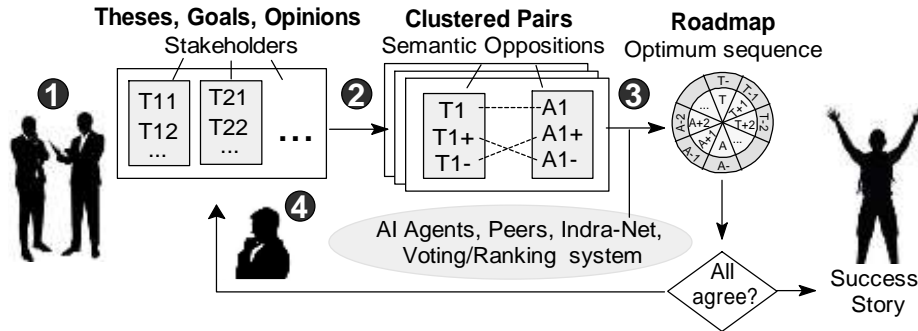 Theses, Goals, Opinions
Stakeholders
Clustered Pairs
Semantic Oppositions
Roadmap
Optimum sequence
1
T11
T12
...
T21
T22
...
...
2
T1
T1+
T1-
A1
A1+
A1-
3
T-
T-1
T-2
A-
A-1
A-2
T
T+1
T+2
...
A
A+1
A+2
...
4
AI Agents, Peers, Indra-Net,
Voting/Ranking system
All
agree?
Success
Story